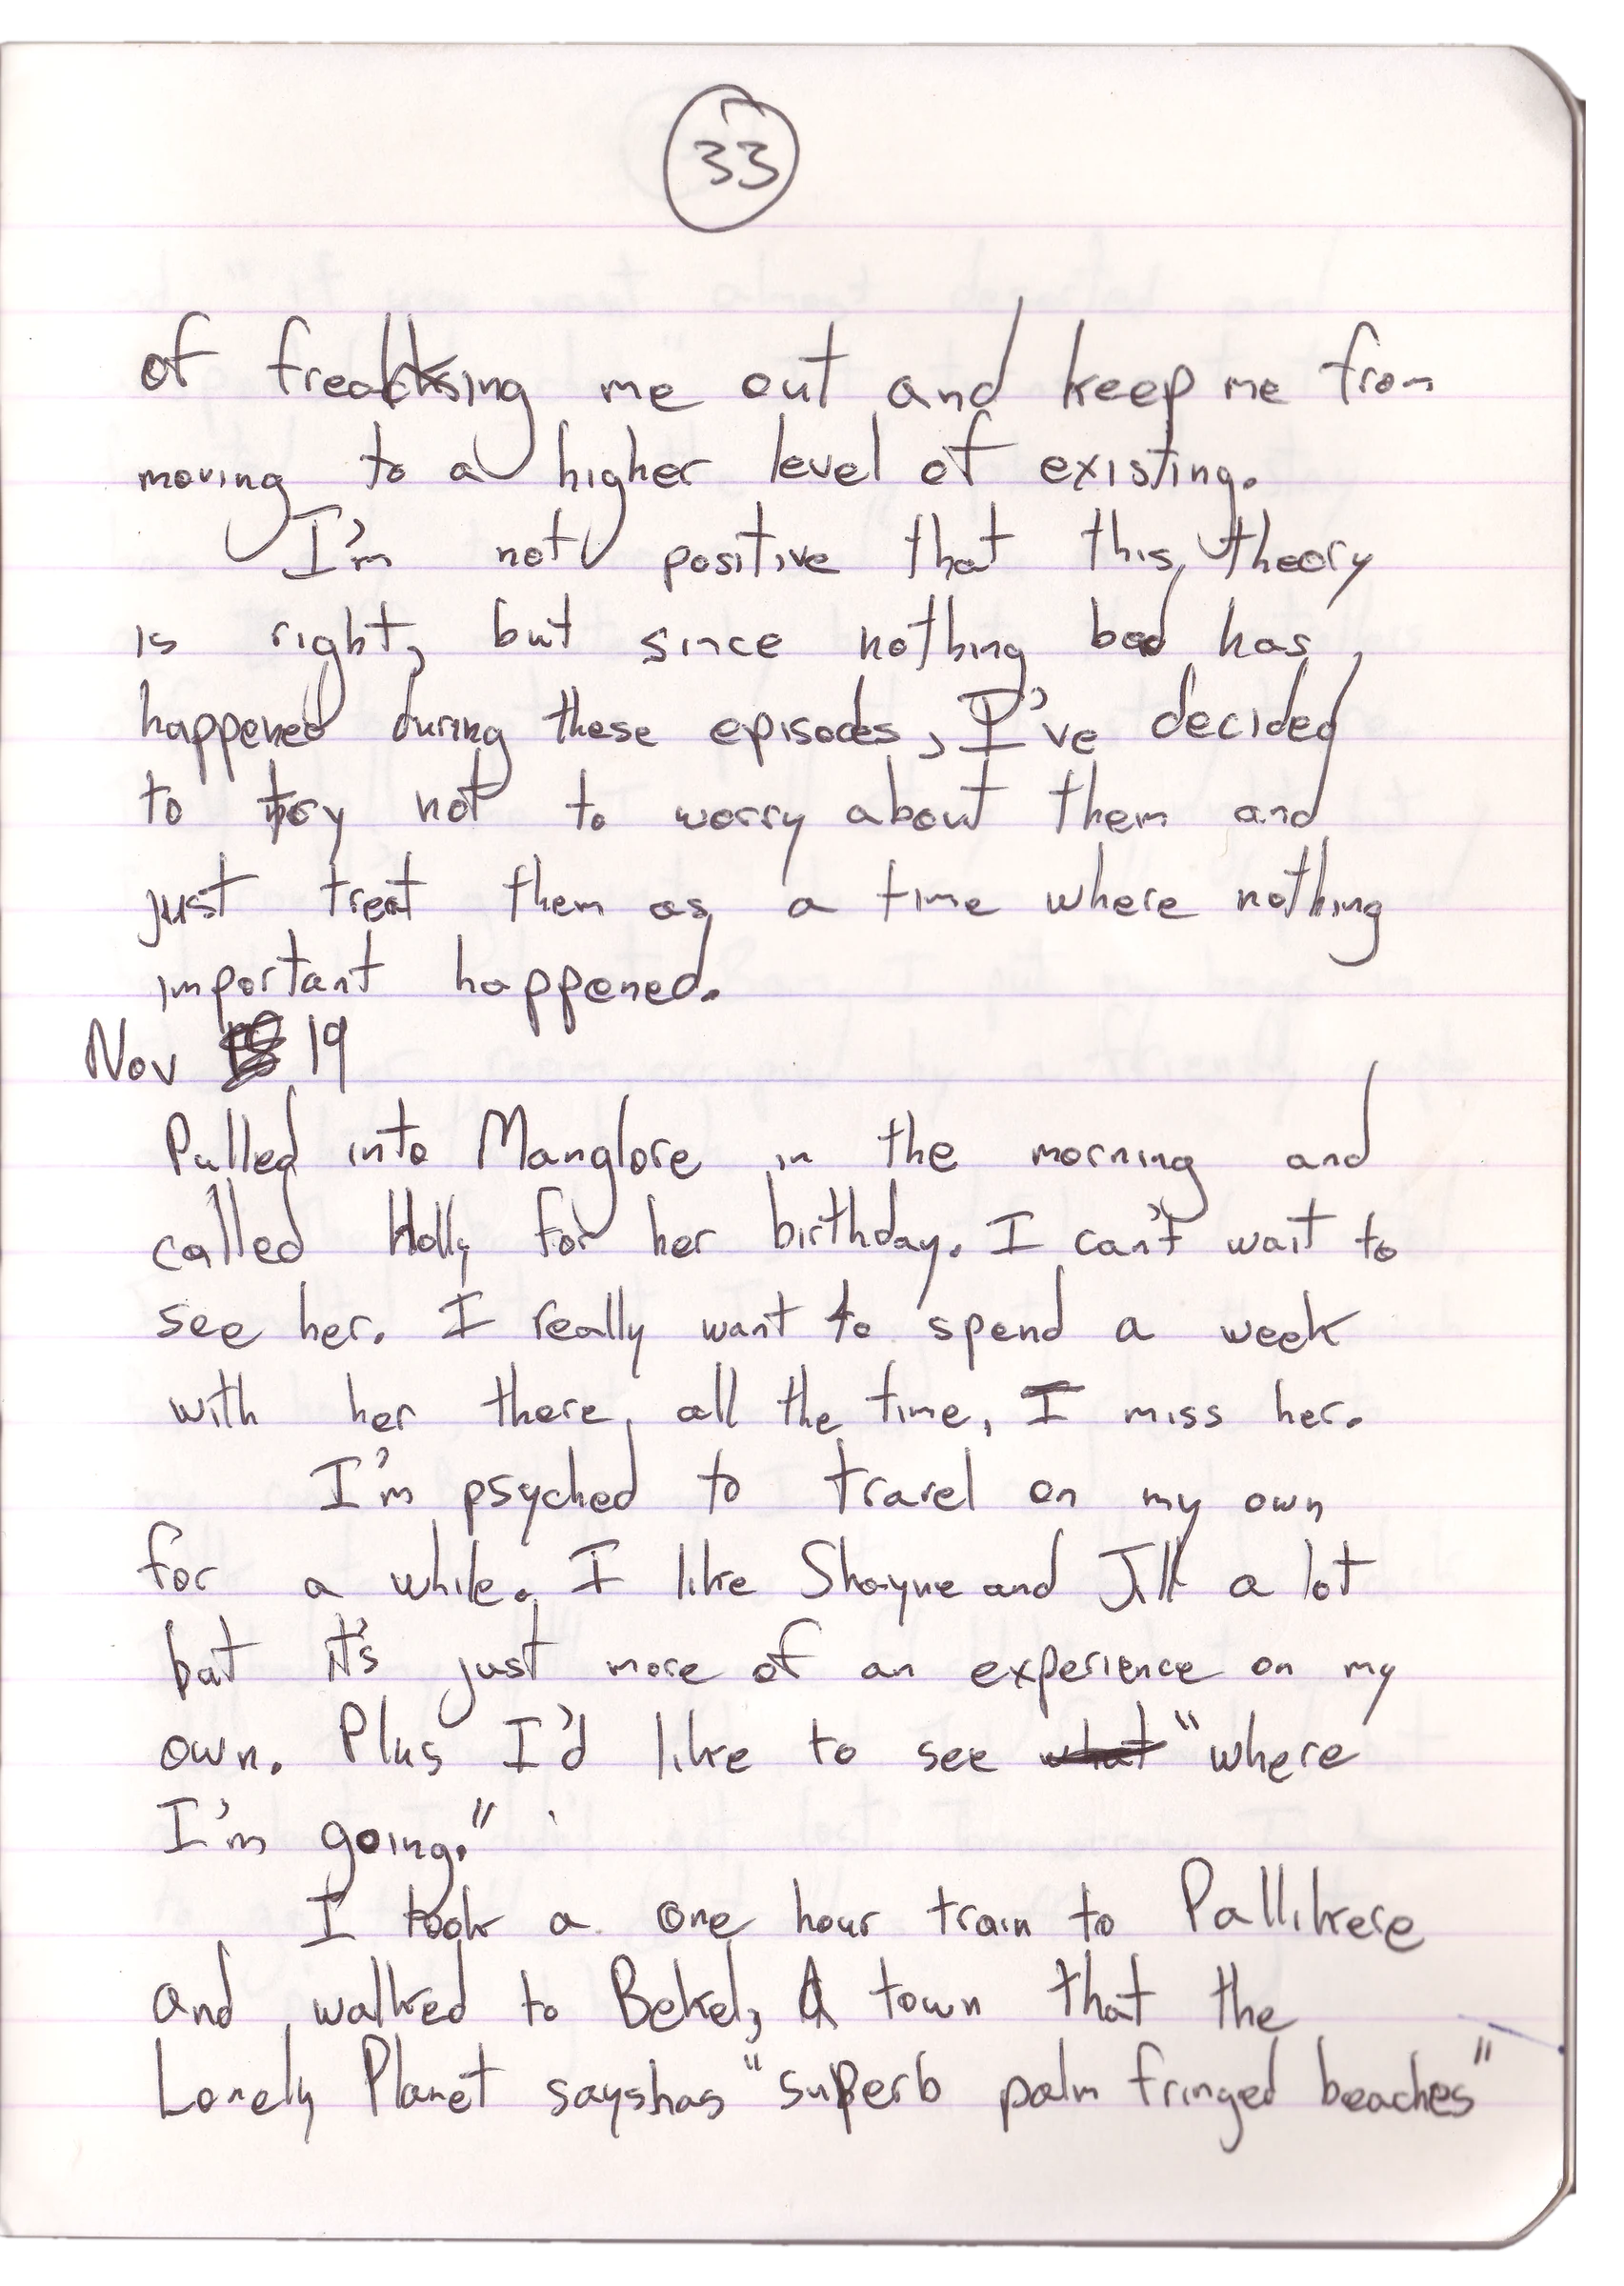 33
of freaking me out and keep me from
moving to a higher level of existing.
I'm not positive that this theory
is right, but since nothing bad has
happened during these episodes, I've decided
to try not to worry about them and
just treat them as a time where nothing
important happened.
Nov 19
Pulled into Manglore in the morning and
called Holly for her birthday. I can't wait to
see her. I really want to spend a week
with her there, all the time, I miss her.
I'm psyched to travel on my own
for a while. I like Shayne and Jill a lot
but it's just more of an experience on my
own. Plus I'd like to see what "where
I'm going."
I took a one hour train to Pallikere
and walked to Bekel, A town that the
Lonely Planet says has "superb palm fringed beaches"